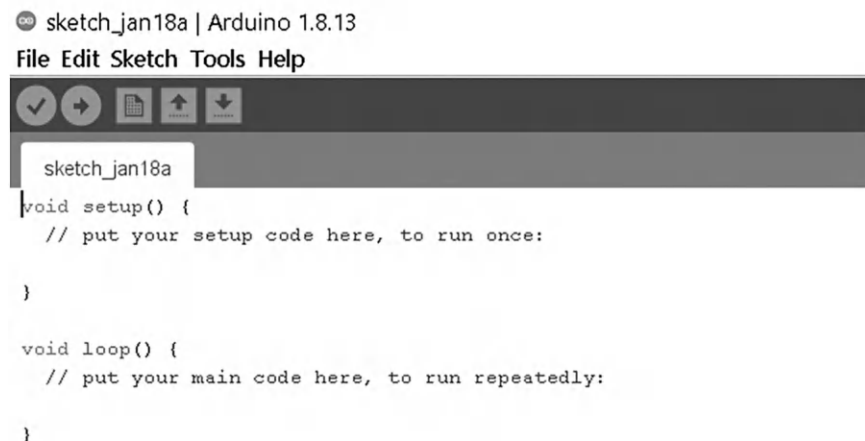 sketch_jan18a | Arduino 1.8.13
File Edit Sketch Tools Help
sketch_jan18a
void setup() {
  // put your setup code here, to run once:
}
void loop() {
  // put your main code here, to run repeatedly:
}